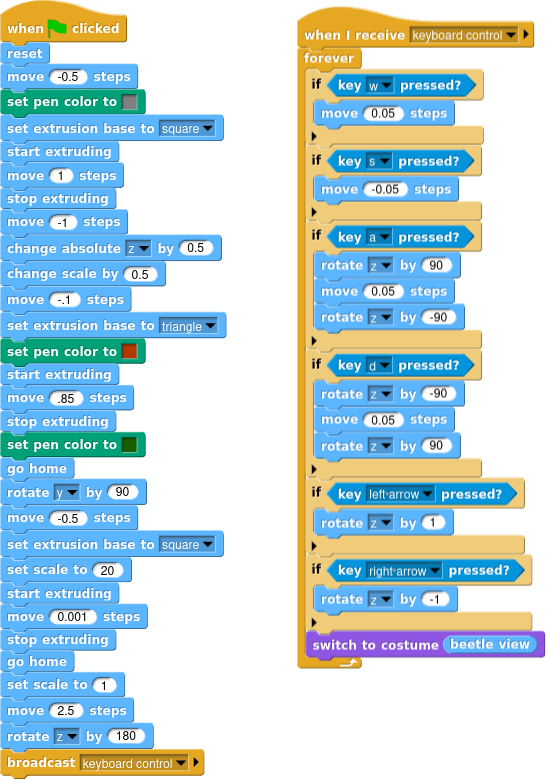 when clicked
reset
move -0.5 steps
set pen color to
set extrusion base to square
start extruding
move 1 steps
stop extruding
move -1 steps
change absolute z by 0.5
change scale by 0.5
move -.1 steps
set extrusion base to triangle
set pen color to
start extruding
move .85 steps
stop extruding
set pen color to
go home
rotate y by 90
move -0.5 steps
set extrusion base to square
set scale to 20
start extruding
move 0.001 steps
stop extruding
go home
set scale to 1
move 2.5 steps
rotate z by 180
broadcast keyboard control
when I receive keyboard control
forever
if key w pressed?
move 0.05 steps
if key s pressed?
move -0.05 steps
if key a pressed?
rotate z by 90
move 0.05 steps
rotate z by -90
if key d pressed?
rotate z by -90
move 0.05 steps
rotate z by 90
if key left arrow pressed?
rotate z by 1
if key right arrow pressed?
rotate z by -1
switch to costume beetle view